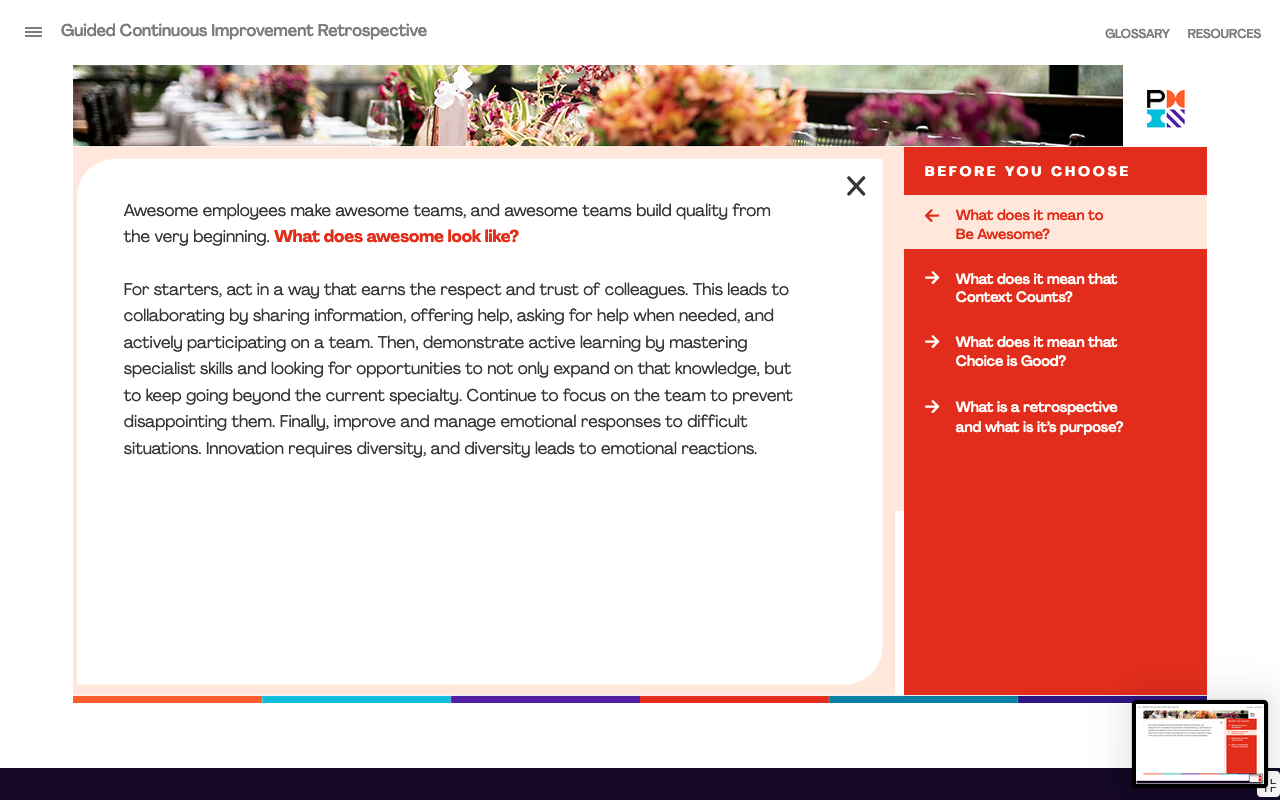 Guided Continuous Improvement Retrospective
GLOSSARY
RESOURCES
Awesome employees make awesome teams, and awesome teams build quality from
the very beginning. What does awesome look like?
For starters, act in a way that earns the respect and trust of colleagues. This leads to
collaborating by sharing information, offering help, asking for help when needed, and
actively participating on a team. Then, demonstrate active learning by mastering
specialist skills and looking for opportunities to not only expand on that knowledge, but
to keep going beyond the current specialty. Continue to focus on the team to prevent
disappointing them. Finally, improve and manage emotional responses to difficult
situations. Innovation requires diversity, and diversity leads to emotional reactions.
BEFORE YOU CHOOSE
What does it mean to
Be Awesome?
What does it mean that
Context Counts?
What does it mean that
Choice is Good?
What is a retrospective
and what is it's purpose?